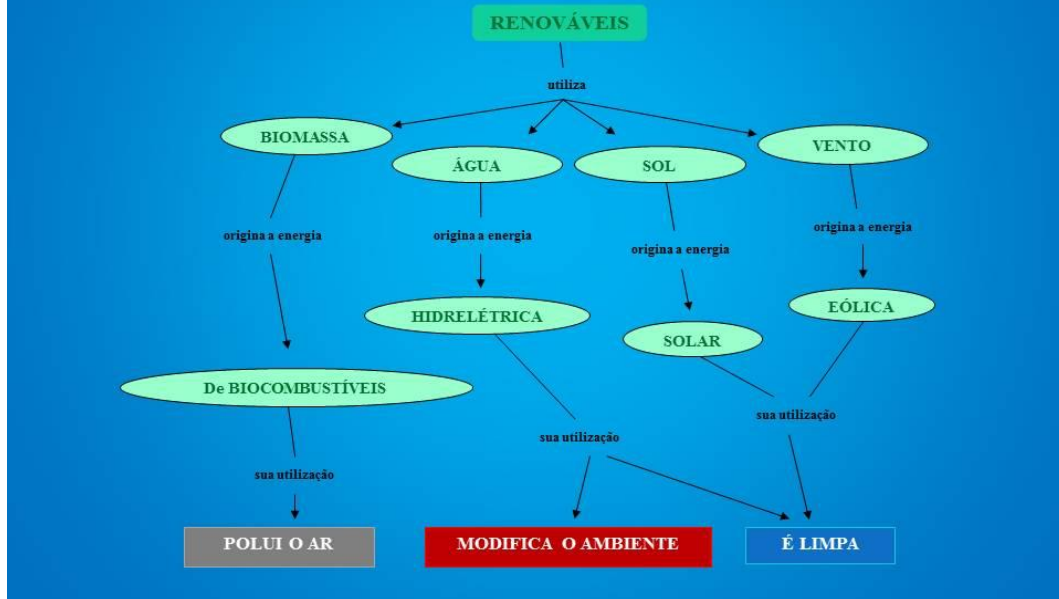 RENOVÁVEIS
utiliza
BIOMASSA
ÁGUA
SOL
VENTO
origina a energia
origina a energia
origina a energia
origina a energia
HIDRELÉTRICA
SOLAR
EÓLICA
De BIOCOMBUSTÍVEIS
sua utilização
sua utilização
sua utilização
POLUI O AR
MODIFICA O AMBIENTE
É LIMPA